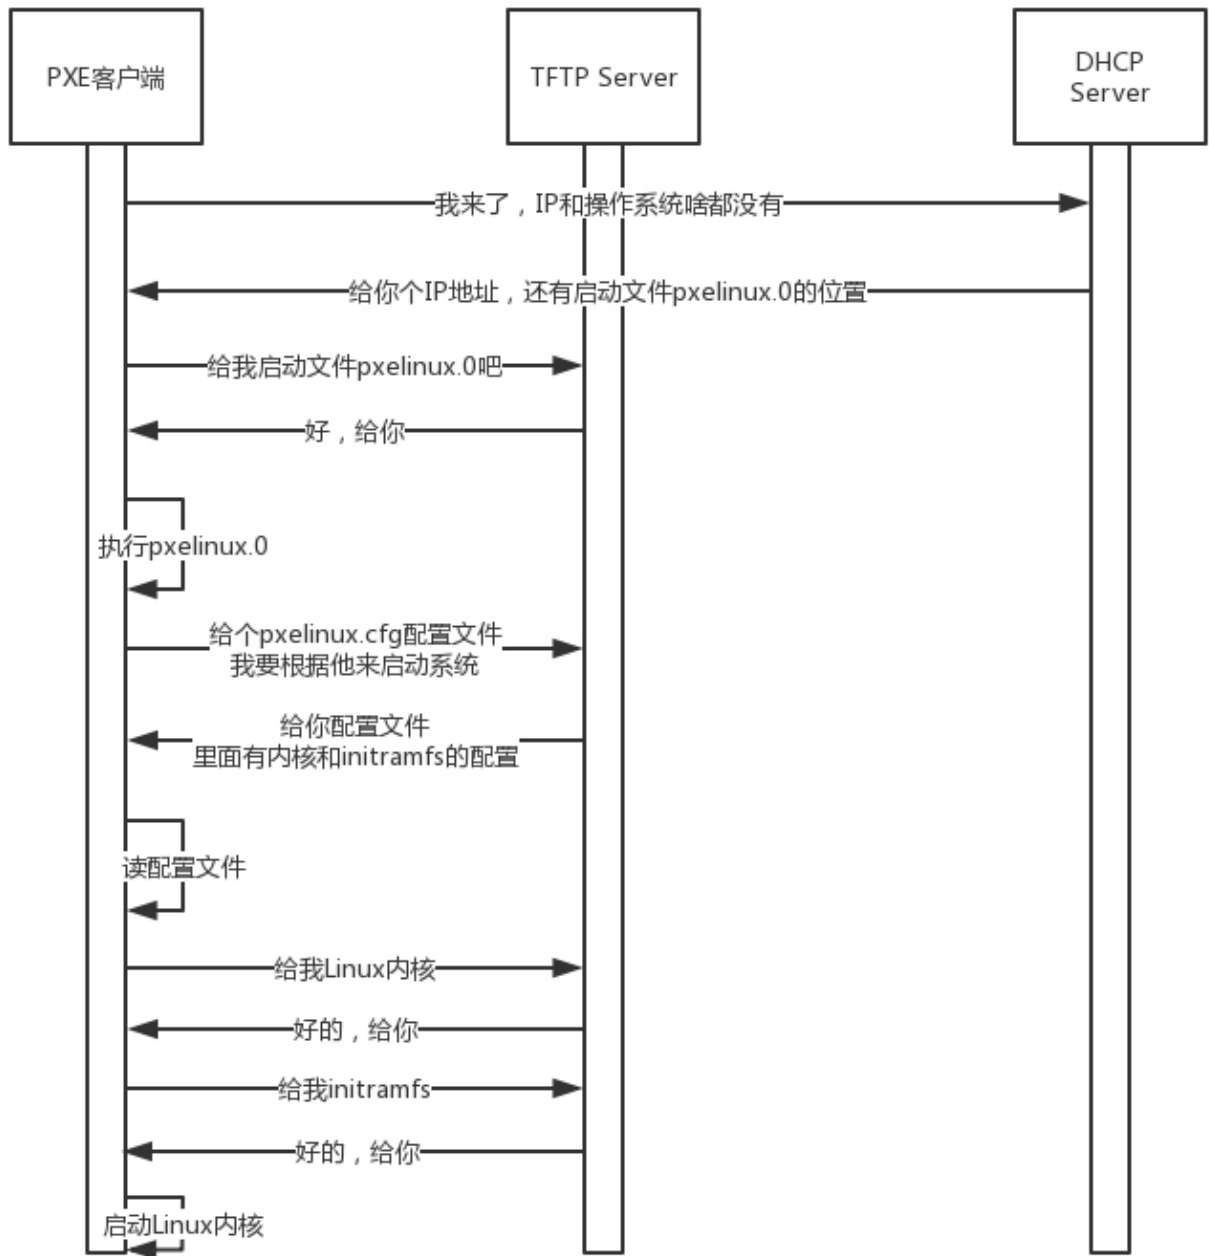 PXE客户端
TFTP Server
DHCP
Server
我来了，IP和操作系统啥都没有
给你个IP地址，还有启动文件pxelinux.0的位置
给我启动文件pxelinux.0吧
好，给你
执行pxelinux.0
给个pxelinux.cfg配置文件
我要根据他来启动系统
给你配置文件
里面有内核和initramfs的配置
读配置文件
给我Linux内核
好的，给你
给我initramfs
好的，给你
启动Linux内核